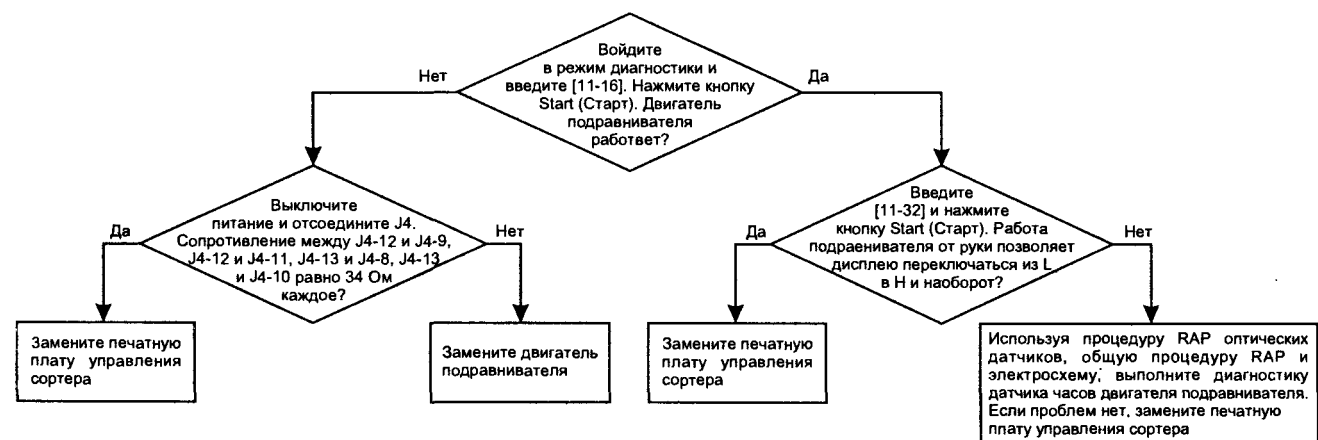 Войдите
в режим диагностики и
введите [11-16]. Нажмите кнопку
Start (Старт). Двигатель
подравнивателя
работвет?
Нет
Да
Выключите
питание и отсоедините J4.
Сопротивление между J4-12 и J4-9,
J4-12 и J4-11, J4-13 и J4-8, J4-13
и J4-10 равно 34 Ом
каждое?
Да
Нет
Введите
[11-32] и нажмите
кнопку Start (Старт). Работа
подраенивателя от руки позволяет
дисплею переключаться из L
в H и наоборот?
Да
Нет
Замените печатную
плату управления
сортера
Замените двигатель
подравнивателя
Замените печатную
плату управления
сортера
Используя процедуру RAP оптических
датчиков, общую процедуру RAP и
электросхему, выполните диагностику
датчика часов двигателя подравнивателя.
Если проблем нет, замените печатную
плату управления сортера